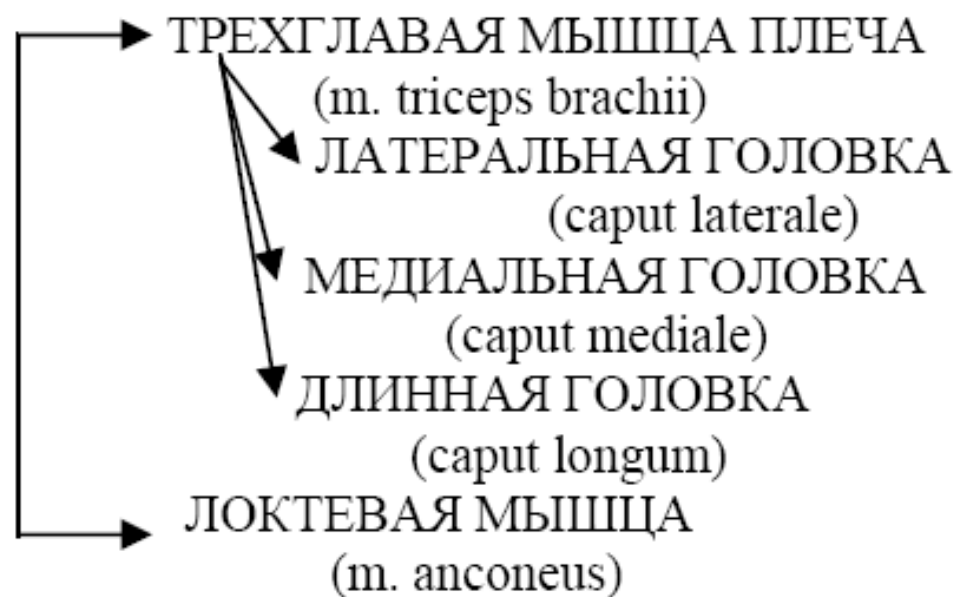 ТРЕХГЛАВАЯ МЫШЦА ПЛЕЧА
(m. triceps brachii)
ЛАТЕРАЛЬНАЯ ГОЛОВКА
(caput laterale)
МЕДИАЛЬНАЯ ГОЛОВКА
(caput mediale)
ДЛИННАЯ ГОЛОВКА
(caput longum)
ЛОКТЕВАЯ МЫШЦА
(m. anconeus)